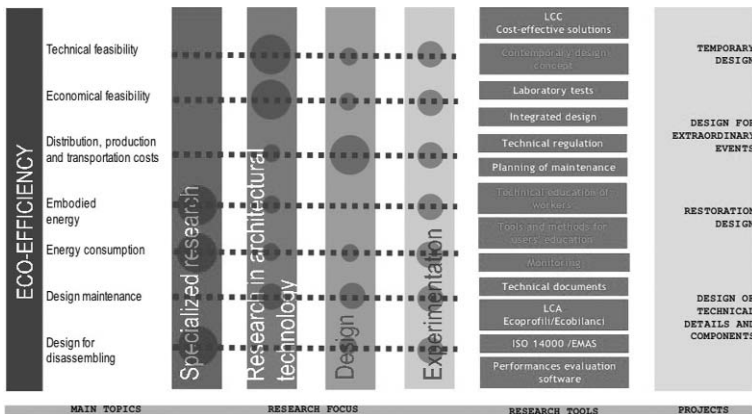 ECO-EFFICIENCY
Technical feasibility
Economical feasibility
Distribution, production
and transportation costs
Embodied
energy
Energy consumption
Design maintenance
Design for
disassembling
Specialized research
Research in architectural
technology
Design
Experimentation
LCC
Cost-effective solutions
Contemporary design
concept
Laboratory tests
Integrated design
Technical regulation
Planning of maintenance
Technical education of
workers
Tools and methods for
users' education
Monitoring
Technical documents
LCA
Ecoprofili/Ecobilanci
ISO 14000 /EMAS
Performances evaluation
software
TEMPORARY
DESIGN
DESIGN FOR
EXTRAORDINARY
EVENTS
RESTORATION
DESIGN
DESIGN OF
TECHNICAL
DETAILS AND
COMPONENTS
MAIN TOPICS
RESEARCH FOCUS
RESEARCH TOOLS
PROJECTS